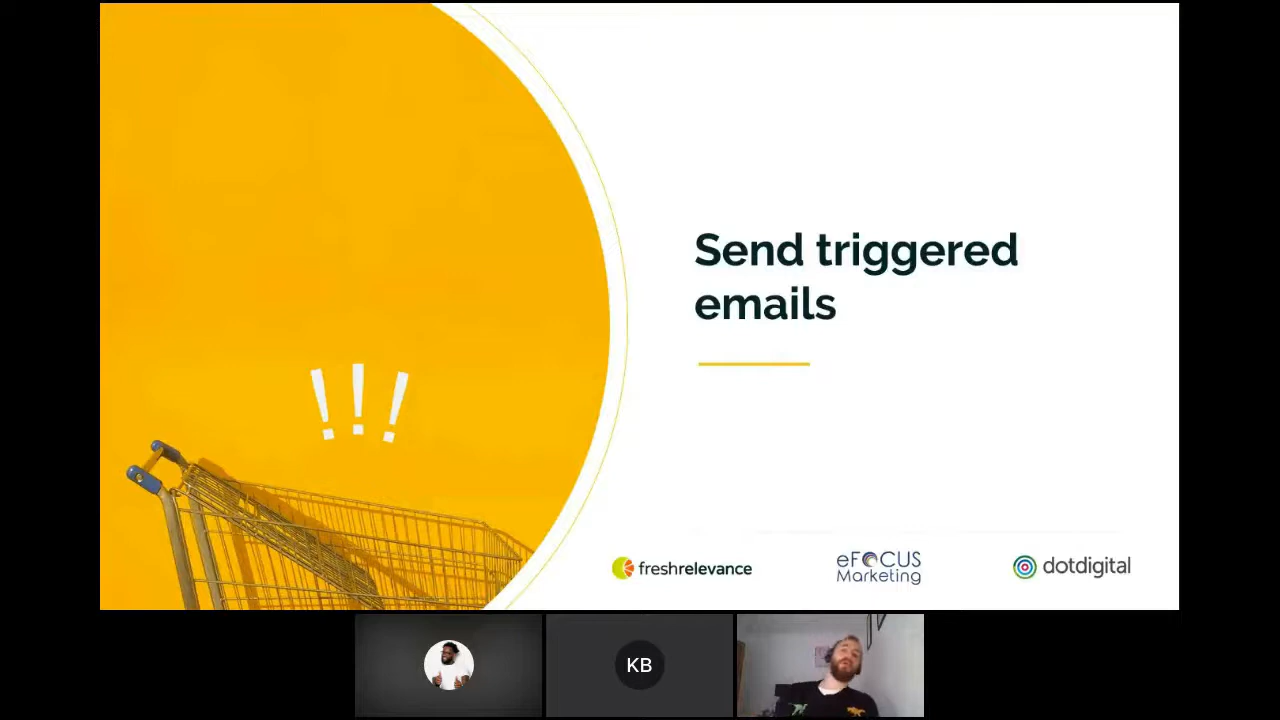 Send triggered
emails
!!!
freshrelevance
eFOCUS
Marketing
dotdigital
KB